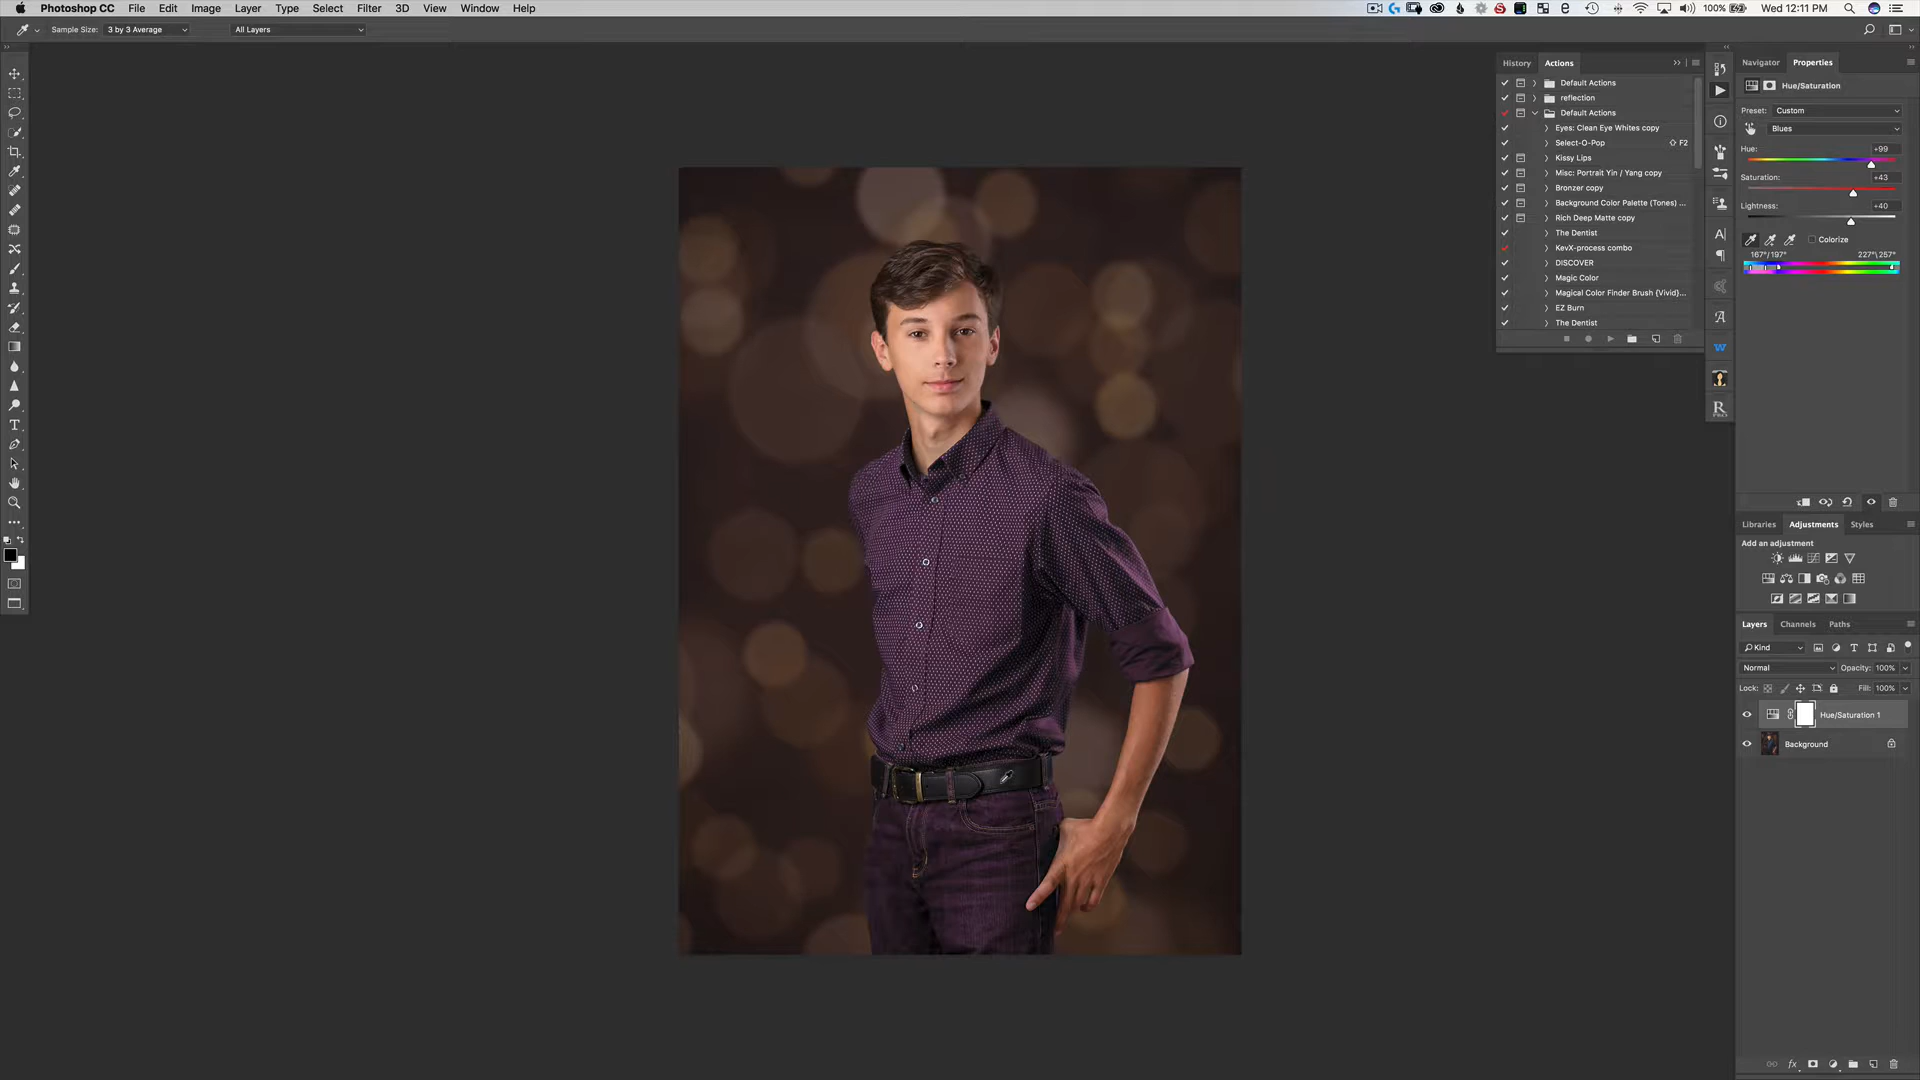 Photoshop CC File Edit Image Layer Type Select Filter 3D View Window Help 100% Wed 12:11 PM
Sample Size: 3 by 3 Average All Layers
History Actions
Default Actions
reflection
Default Actions
Eyes: Clean Eye Whites copy
Select-O-Pop F2
Kissy Lips
Misc: Portrait Yin / Yang copy
Bronzer copy
Background Color Palette (Tones) ...
Rich Deep Matte copy
The Dentist
KevX-process combo
DISCOVER
Magic Color
Magical Color Finder Brush {Vivid}...
EZ Burn
The Dentist
Navigator Properties
Hue/Saturation
Preset: Custom
Blues
Hue: +99
Saturation: +43
Lightness: +40
Colorize
167°/197° 227°\257°
Libraries Adjustments Styles
Add an adjustment
Layers Channels Paths
Kind
Normal Opacity: 100%
Lock: Fill: 100%
Hue/Saturation 1
Background